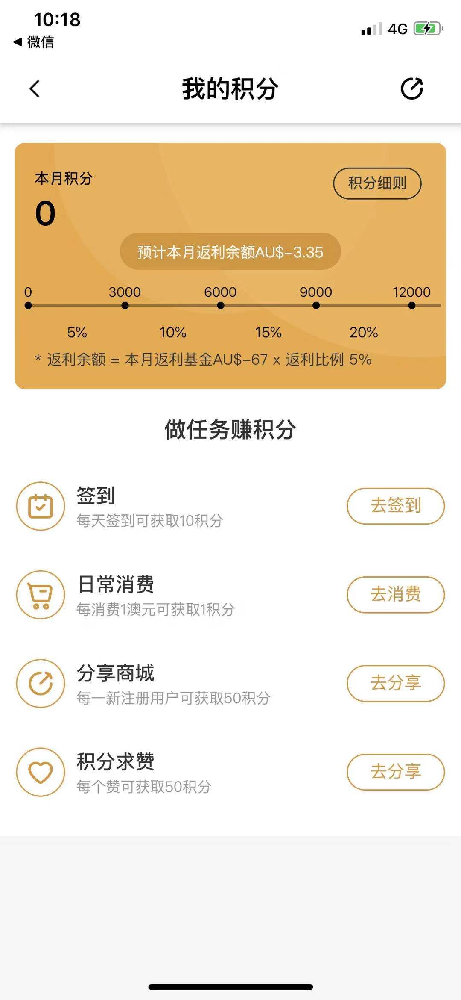 10:18
4G
◀ 微信
我的积分
本月积分
积分细则
0
预计本月返利余额AU$-3.35
0 3000 6000 9000 12000
5% 10% 15% 20%
* 返利余额 = 本月返利基金AU$-67 x 返利比例 5%
做任务赚积分
签到
每天签到可获取10积分
去签到
日常消费
每消费1澳元可获取1积分
去消费
分享商城
每一新注册用户可获取50积分
去分享
积分求赞
每个赞可获取50积分
去分享